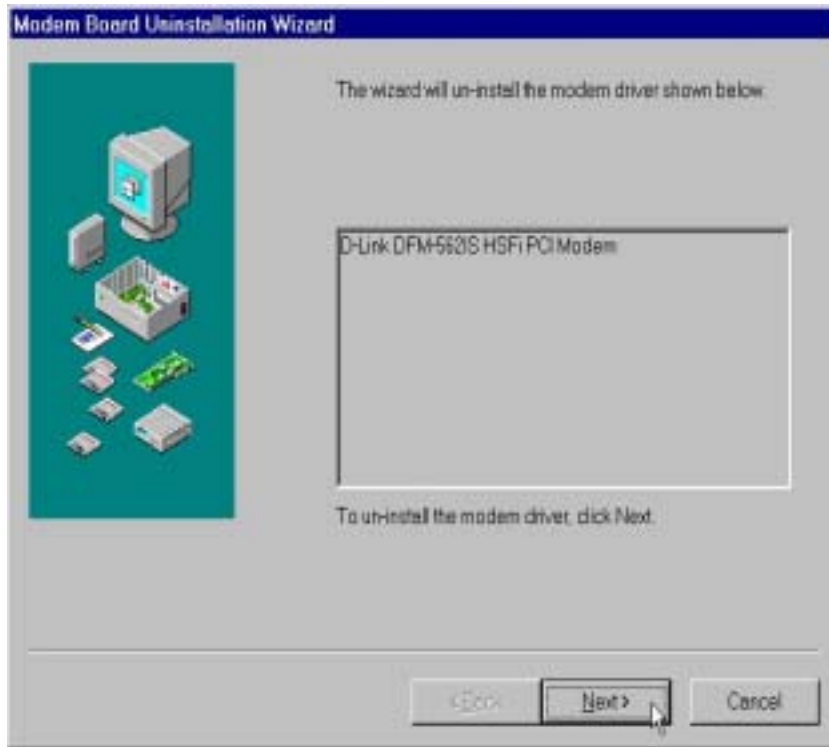 Modem Board Uninstallation Wizard
The wizard will un-install the modem driver shown below.
D-Link DFM-562IS HSFi PCI Modem
To un-install the modem driver, click Next.
<Back
Next >
Cancel